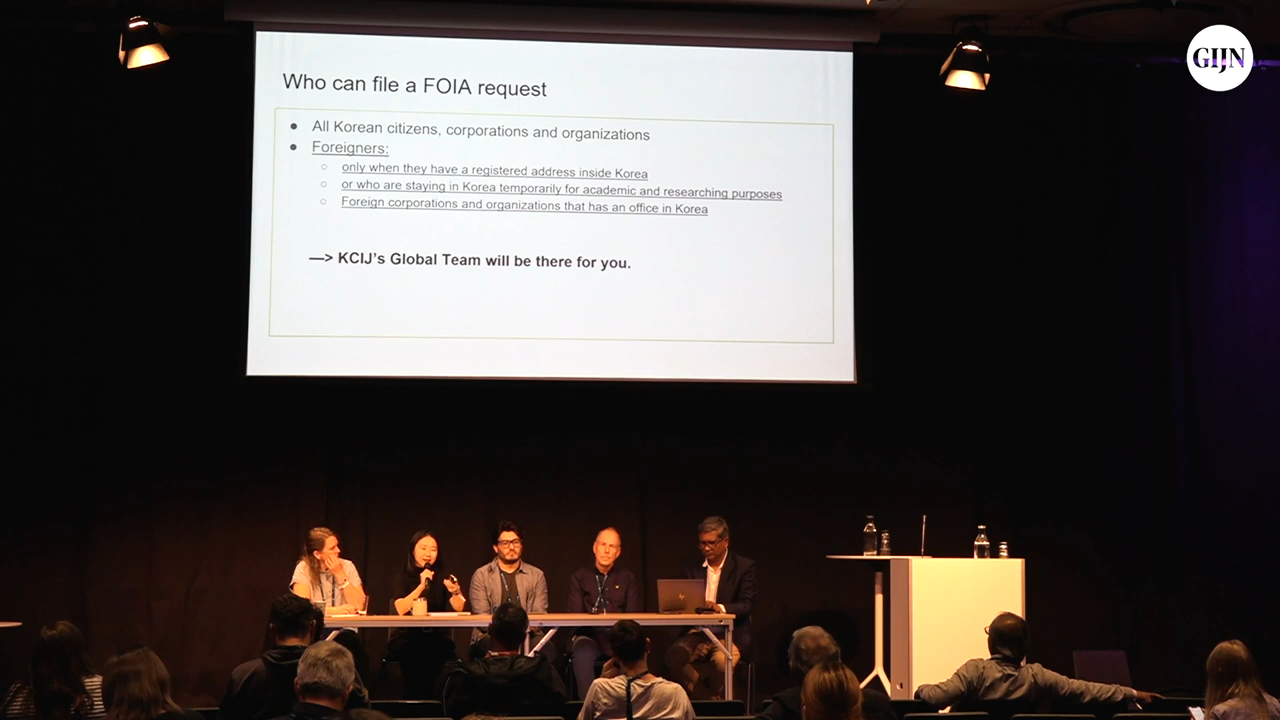 GIJN
Who can file a FOIA request
● All Korean citizens, corporations and organizations
● Foreigners:
○ only when they have a registered address inside Korea
○ or who are staying in Korea temporarily for academic and researching purposes
○ Foreign corporations and organizations that has an office in Korea
—> KCIJ's Global Team will be there for you.